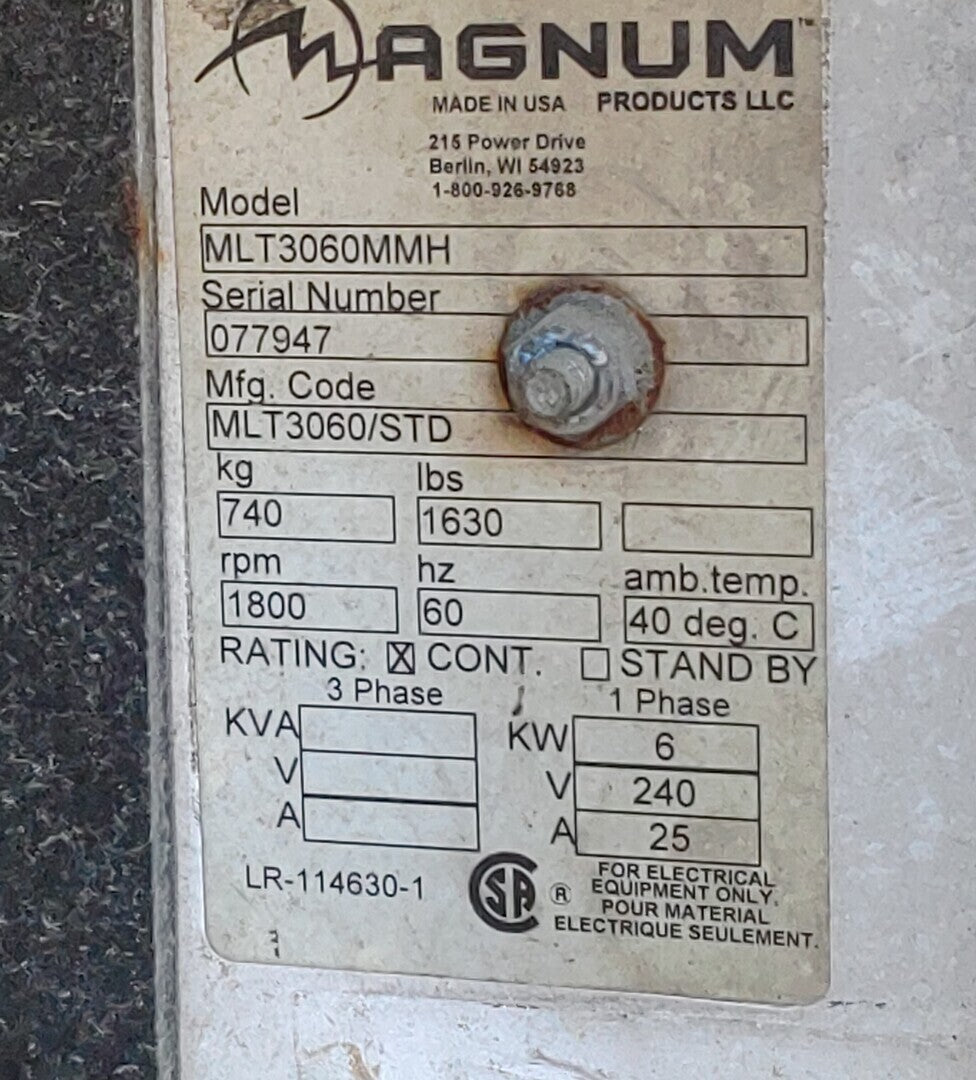 MAGNUM™
MADE IN USA PRODUCTS LLC
215 Power Drive
Berlin, WI 54923
1-800-926-9768
Model
MLT3060MMH
Serial Number
077947
Mfg. Code
MLT3060/STD
kg lbs
740 1630
rpm hz amb.temp.
1800 60 40 deg. C
RATING: ☒ CONT. ☐ STAND BY
3 Phase 1 Phase
KVA KW 6
V V 240
A A 25
LR-114630-1 SA ® FOR ELECTRICAL
EQUIPMENT ONLY.
POUR MATERIAL
ELECTRIQUE SEULEMENT.